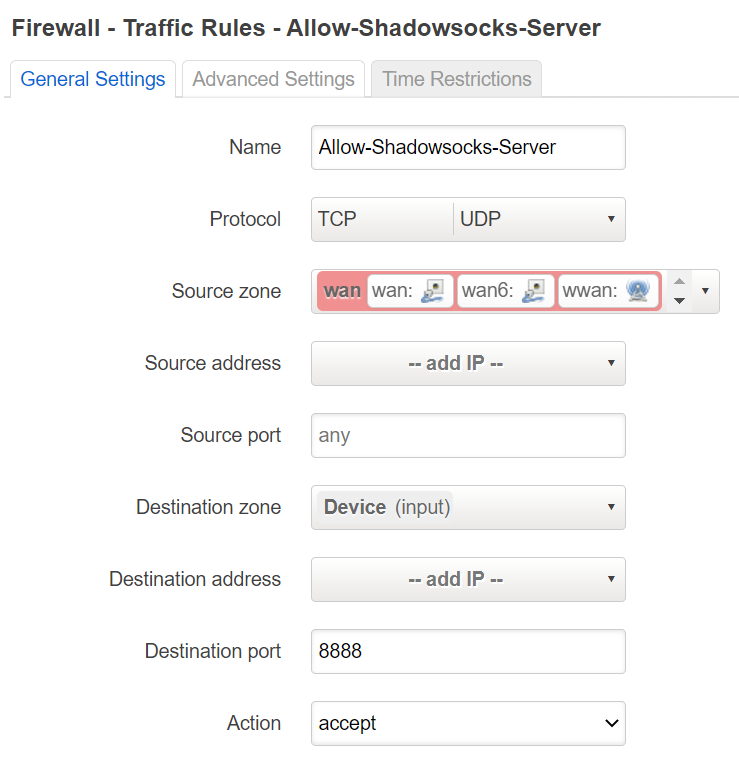 Firewall - Traffic Rules - Allow-Shadowsocks-Server
General Settings Advanced Settings Time Restrictions
Name Allow-Shadowsocks-Server
Protocol TCP UDP
Source zone wan wan: wan6: wwan:
Source address -- add IP --
Source port any
Destination zone Device (input)
Destination address -- add IP --
Destination port 8888
Action accept